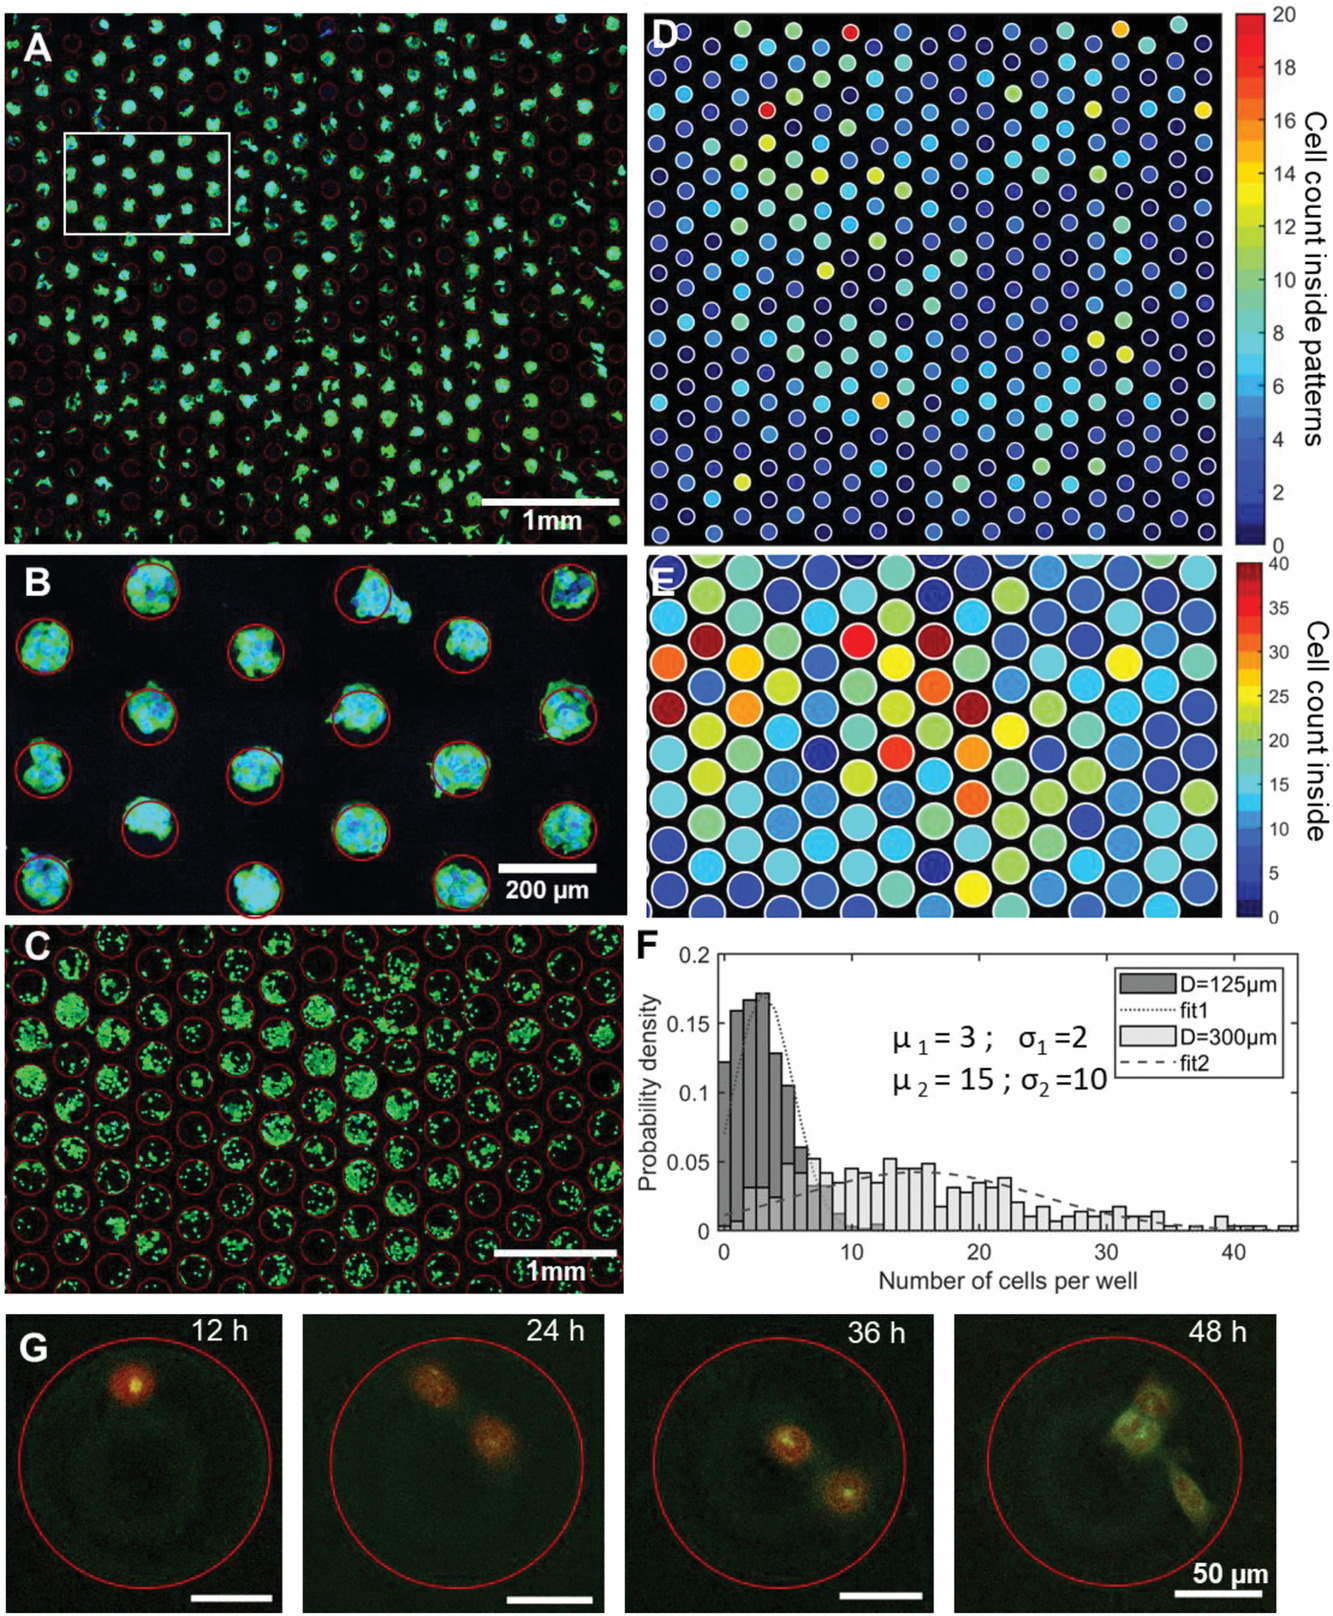 A
1mm
D
20
18
16
14
12
10
8
6
4
2
0
Cell count inside patterns
B
200 µm
E
40
35
30
25
20
15
10
5
0
Cell count inside
C
1mm
F
0.2
0.15
0.1
0.05
0
Probability density
D=125µm
fit1
D=300µm
fit2
µ 1 = 3 ; σ1 =2
µ 2 = 15 ; σ2 =10
0 10 20 30 40
Number of cells per well
G
12 h
24 h
36 h
48 h
50 µm